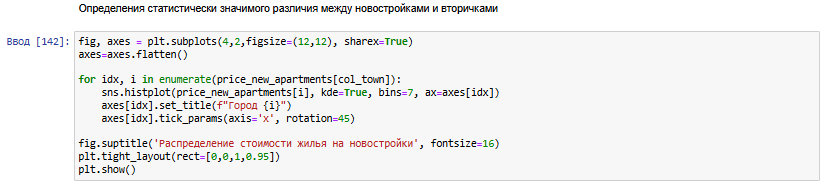 Определения статистически значимого различия между новостройками и вторичками
Ввод [142]: fig, axes = plt.subplots(4,2,figsize=(12,12), sharex=True)
axes=axes.flatten()
for idx, i in enumerate(price_new_apartments[col_town]):
    sns.histplot(price_new_apartments[i], kde=True, bins=7, ax=axes[idx])
    axes[idx].set_title(f"Город {i}")
    axes[idx].tick_params(axis='x', rotation=45)
fig.suptitle('Распределение стоимости жилья на новостройки', fontsize=16)
plt.tight_layout(rect=[0,0,1,0.95])
plt.show()